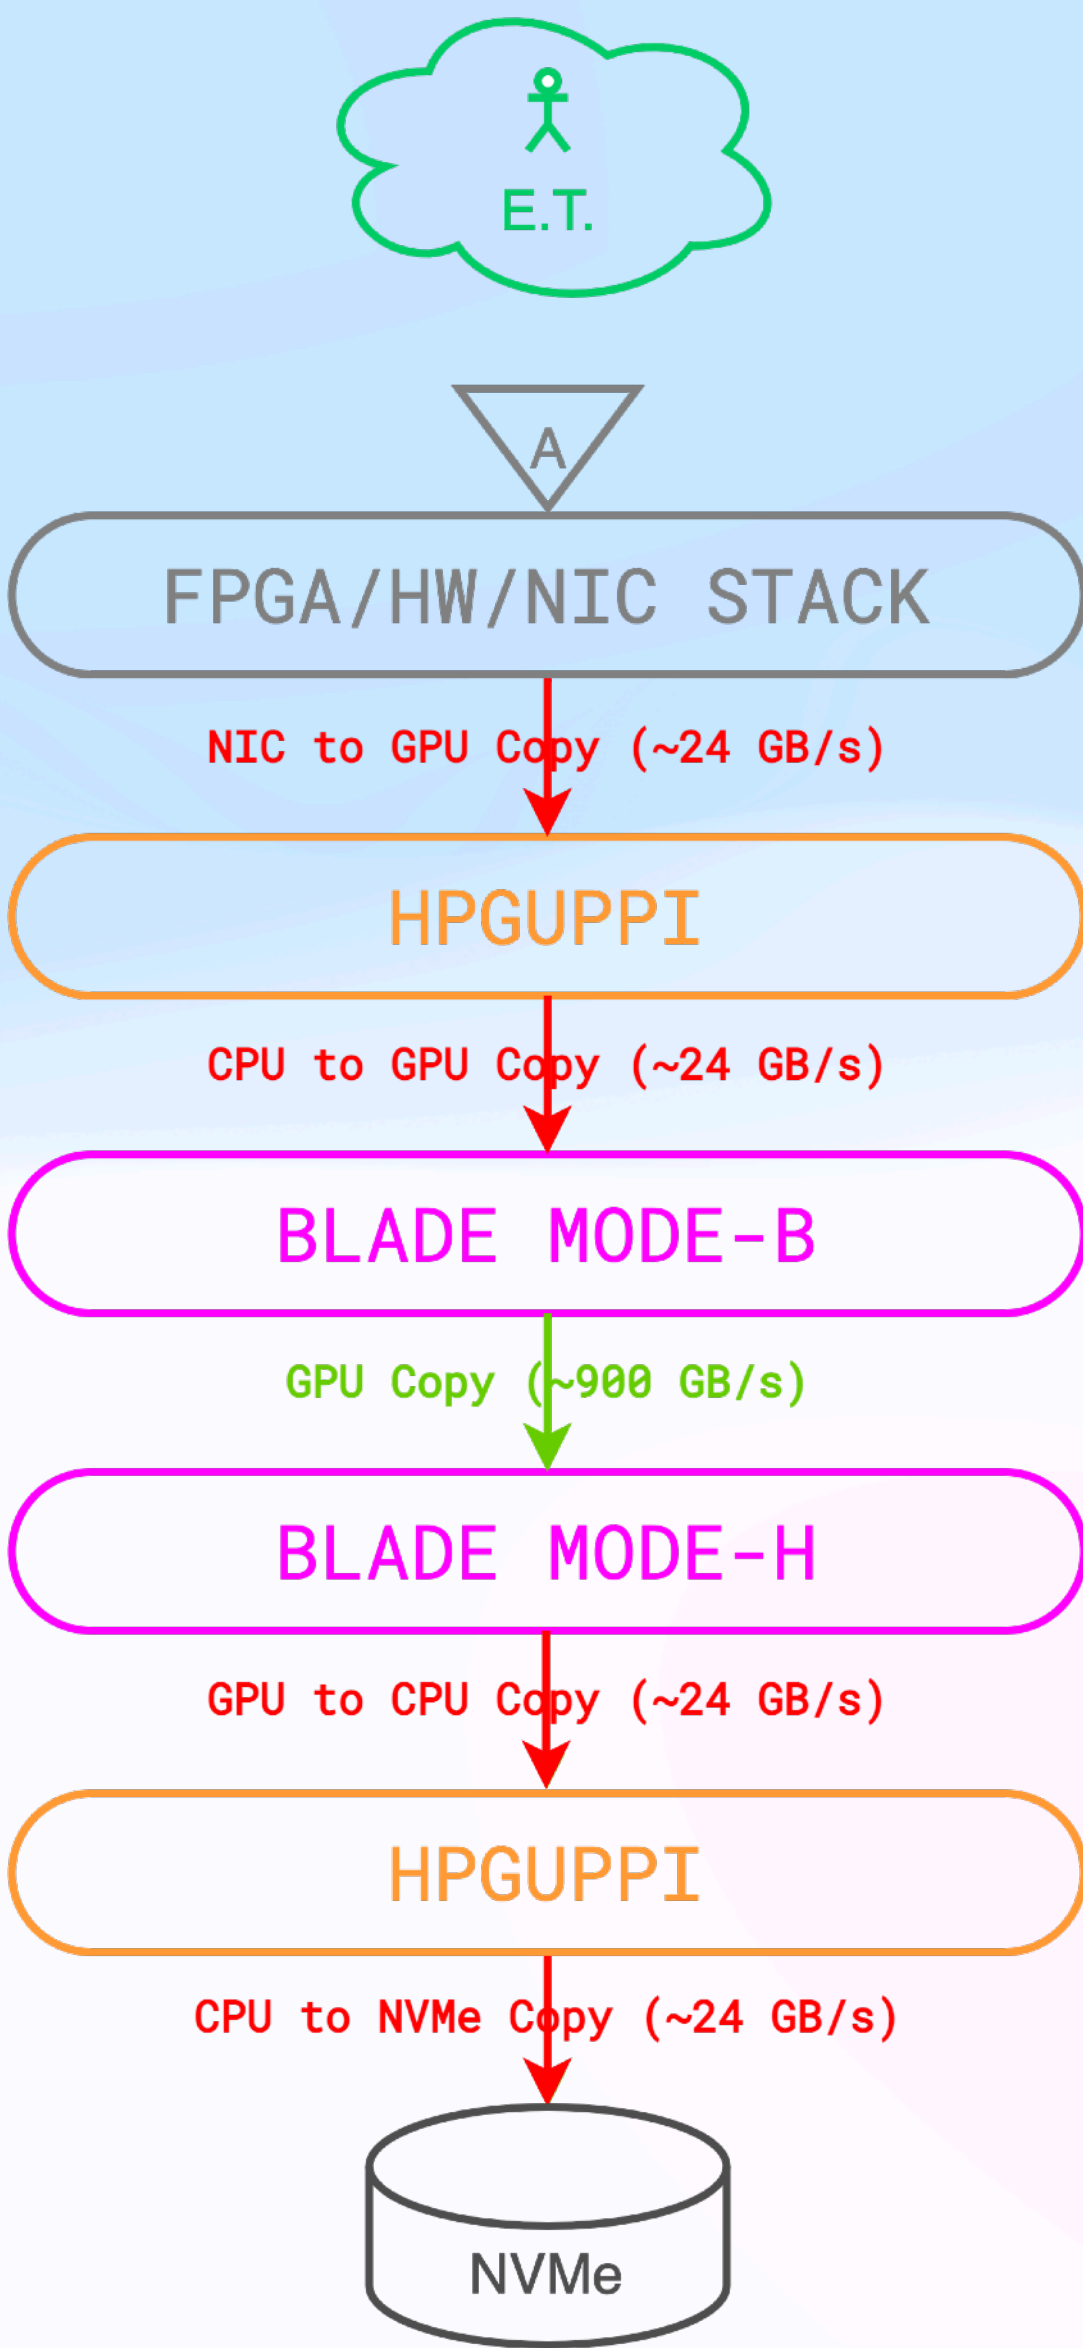 E.T.
A
FPGA/HW/NIC STACK
NIC to GPU Copy (~24 GB/s)
HPGUPPI
CPU to GPU Copy (~24 GB/s)
BLADE MODE-B
GPU Copy (~900 GB/s)
BLADE MODE-H
GPU to CPU Copy (~24 GB/s)
HPGUPPI
CPU to NVMe Copy (~24 GB/s)
NVMe